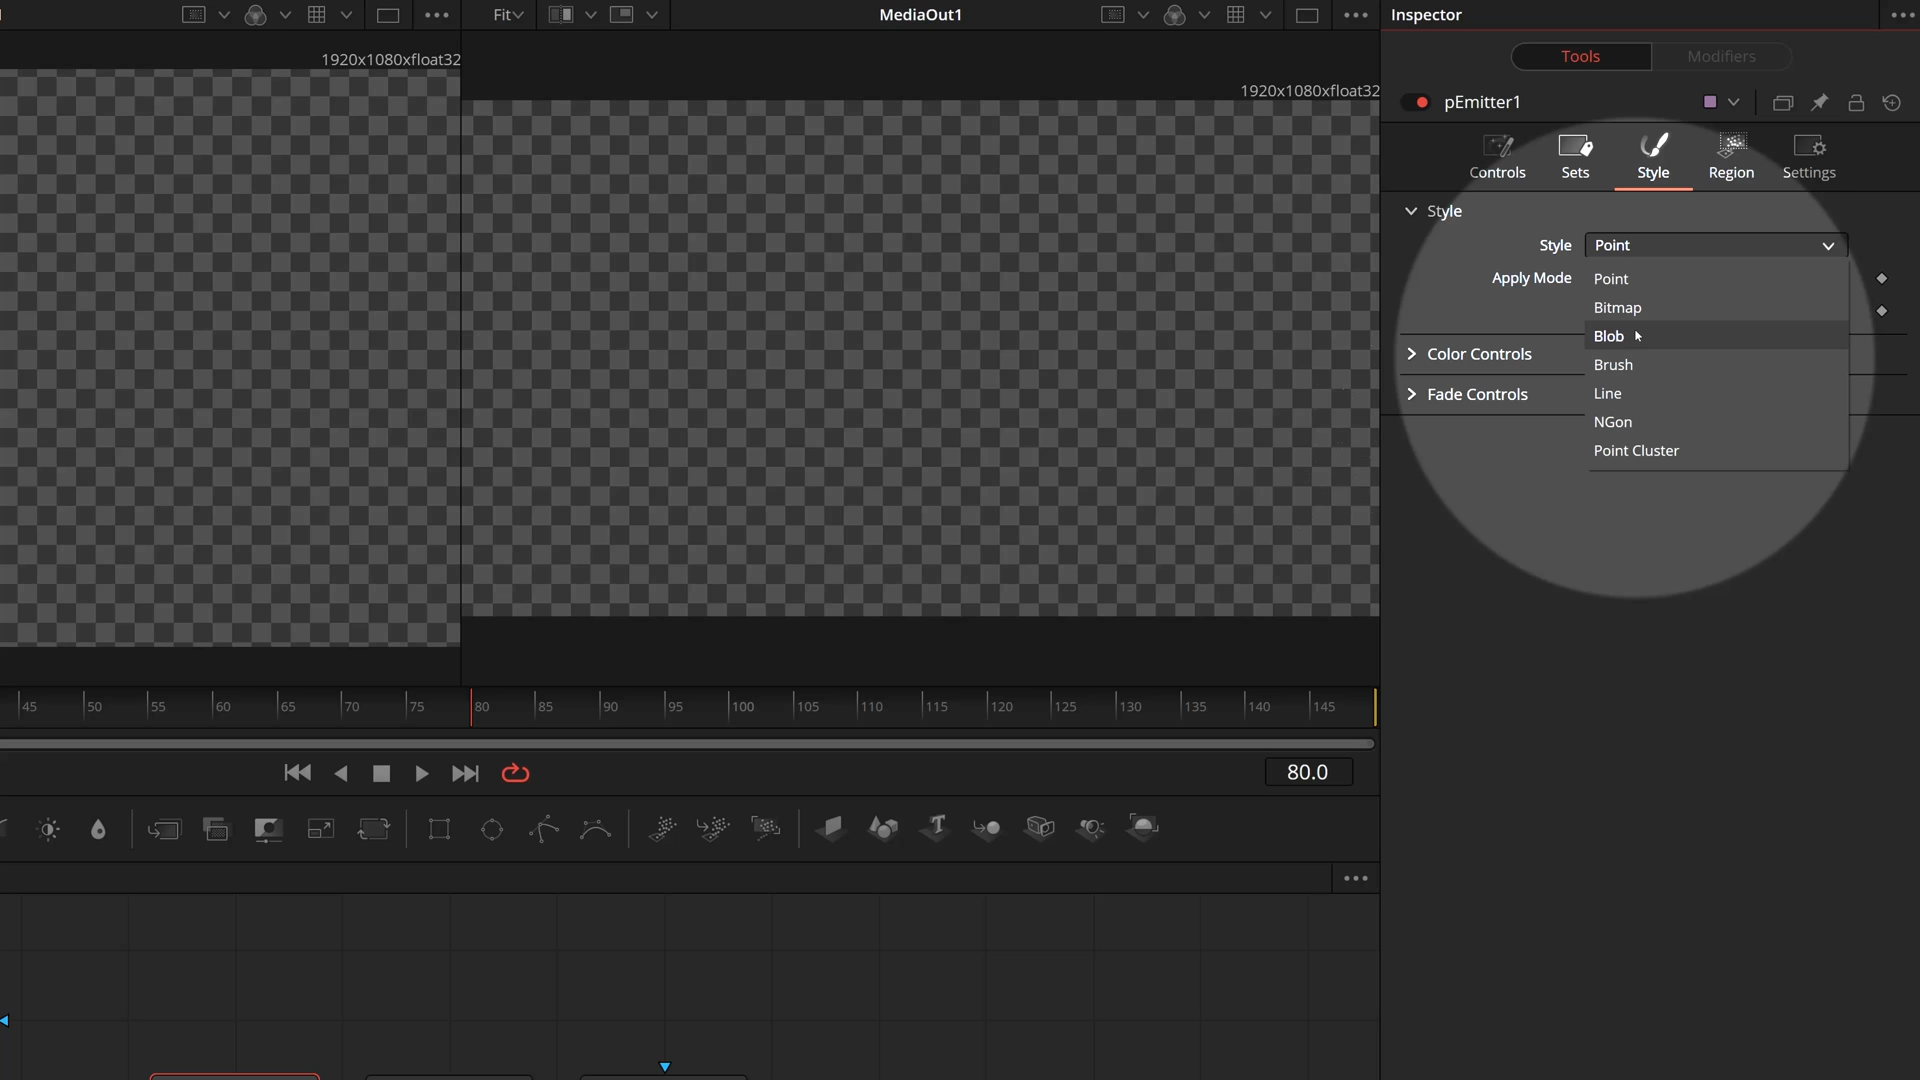 Fit
MediaOut1
Inspector
1920x1080xfloat32
1920x1080xfloat32
Tools
Modifiers
pEmitter1
Controls
Sets
Style
Region
Settings
Style
Style
Point
Apply Mode
Point
Bitmap
Blob
Brush
Line
NGon
Point Cluster
Color Controls
Fade Controls
45 50 55 60 65 70 75 80 85 90 95 100 105 110 115 120 125 130 135 140 145
80.0